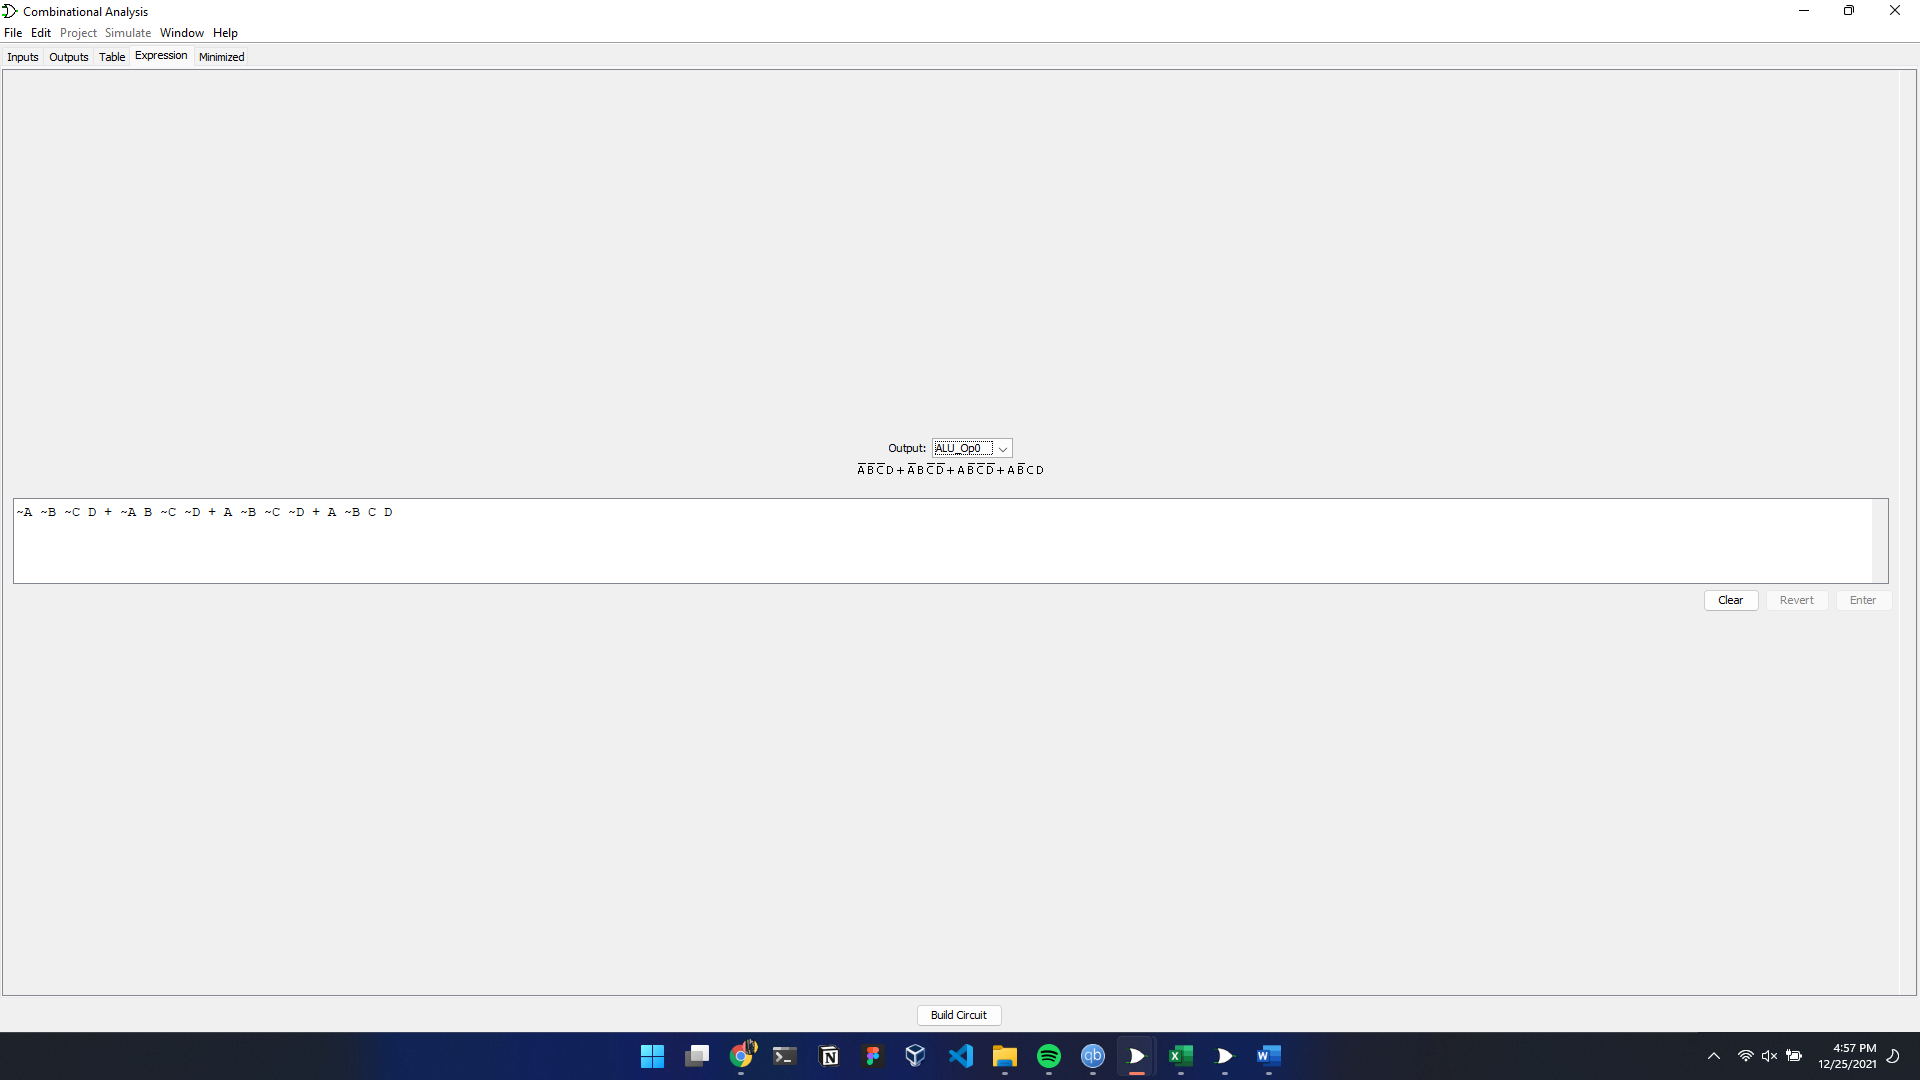 Combinational Analysis
File Edit Project Simulate Window Help
Inputs Outputs Table Expression Minimized
Output: ALU_Op0
A̅ B̅ C̅ D + A̅ B C̅ D̅ + A B̅ C̅ D̅ + A B̅ C D
~A ~B ~C D + ~A B ~C ~D + A ~B ~C ~D + A ~B C D
Clear Revert Enter
Build Circuit
4:57 PM
12/25/2021